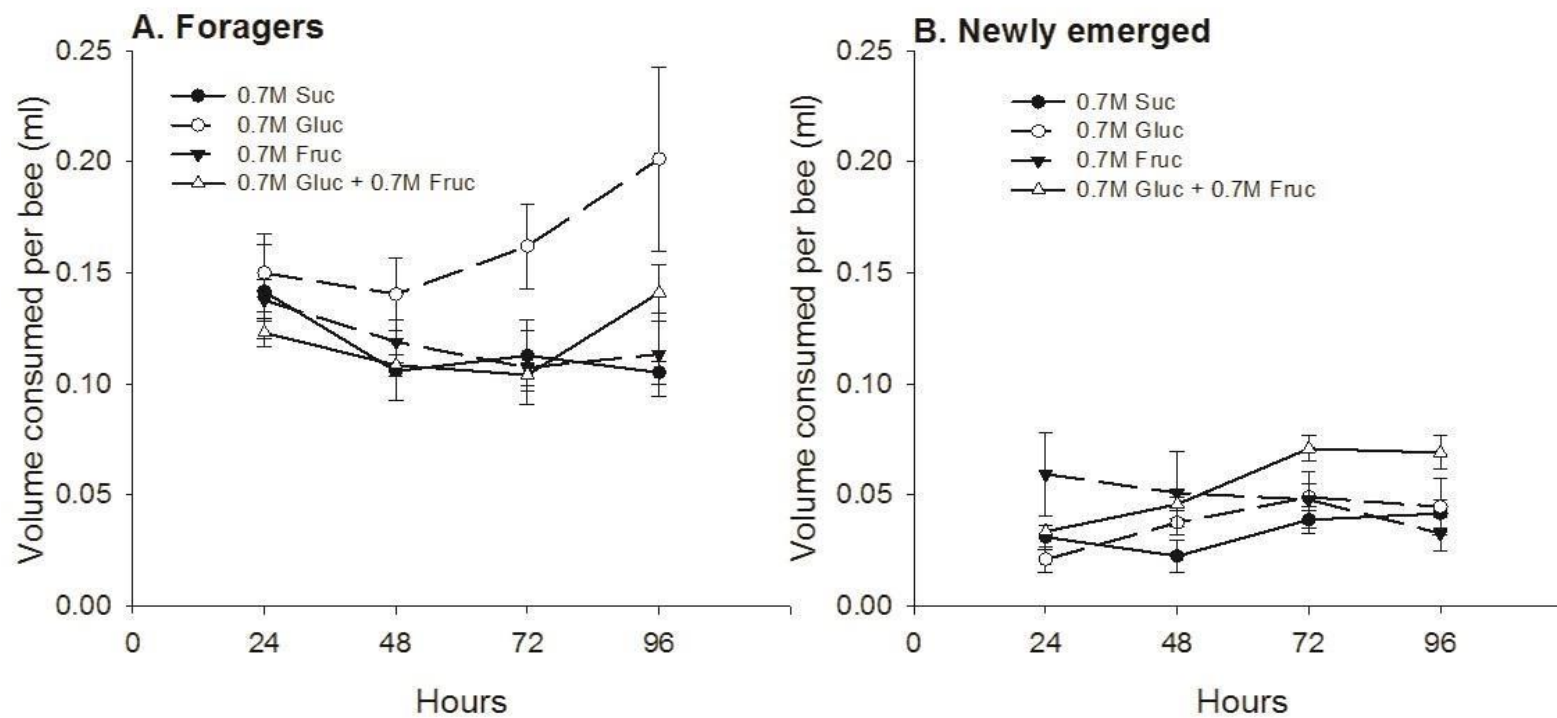 A. Foragers
Volume consumed per bee (ml)
0.25
0.20
0.15
0.10
0.05
0.00
0.7M Suc
0.7M Gluc
0.7M Fruc
0.7M Gluc + 0.7M Fruc
0 24 48 72 96
Hours
B. Newly emerged
Volume consumed per bee (ml)
0.25
0.20
0.15
0.10
0.05
0.00
0.7M Suc
0.7M Gluc
0.7M Fruc
0.7M Gluc + 0.7M Fruc
0 24 48 72 96
Hours